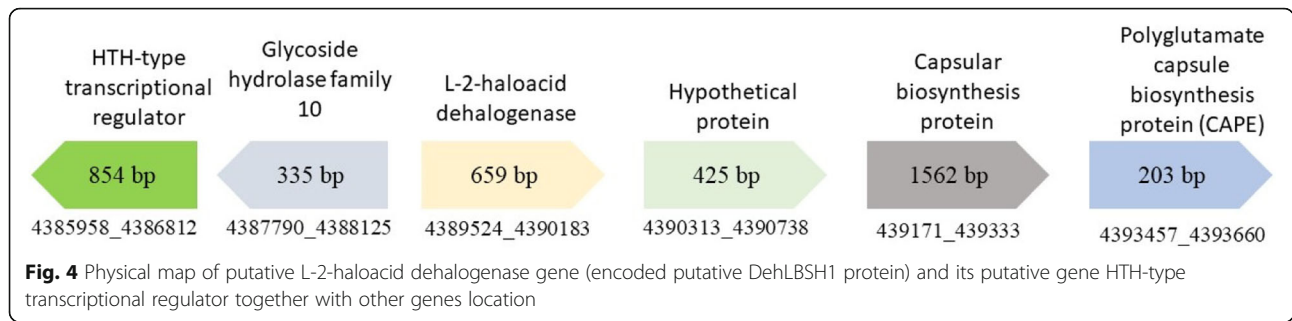 HTH-type
transcriptional
regulator
Glycoside
hydrolase family
10
L-2-haloacid
dehalogenase
Hypothetical
protein
Capsular
biosynthesis
protein
Polyglutamate
capsule
biosynthesis
protein (CAPE)
854 bp
335 bp
659 bp
425 bp
1562 bp
203 bp
4385958_4386812
4387790_4388125
4389524_4390183
4390313_4390738
439171_439333
4393457_4393660
Fig. 4 Physical map of putative L-2-haloacid dehalogenase gene (encoded putative DehLBSH1 protein) and its putative gene HTH-type
transcriptional regulator together with other genes location